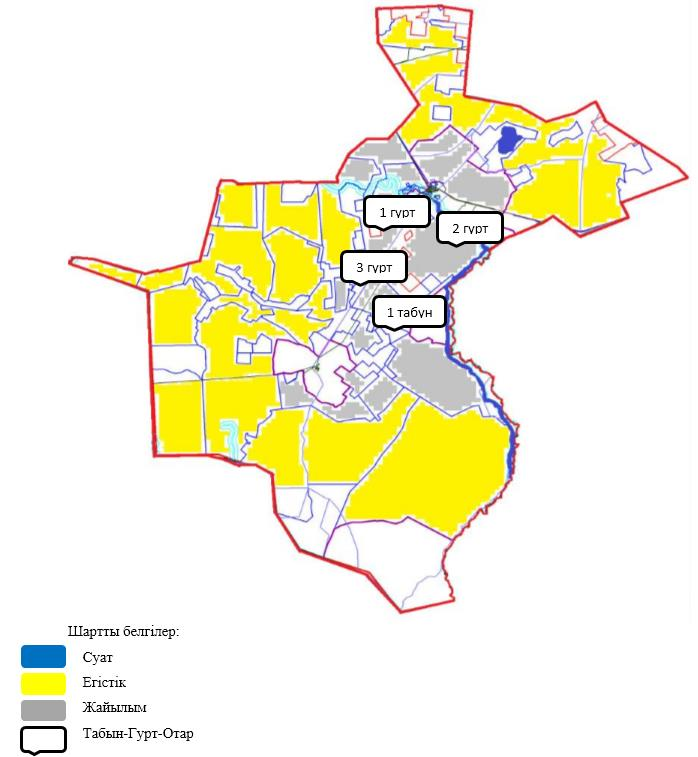 1 гурт
2 гурт
3 гурт
1 табун
Шартты белгілер:
Суат
Егістік
Жайылым
Табын-Гурт-Отар